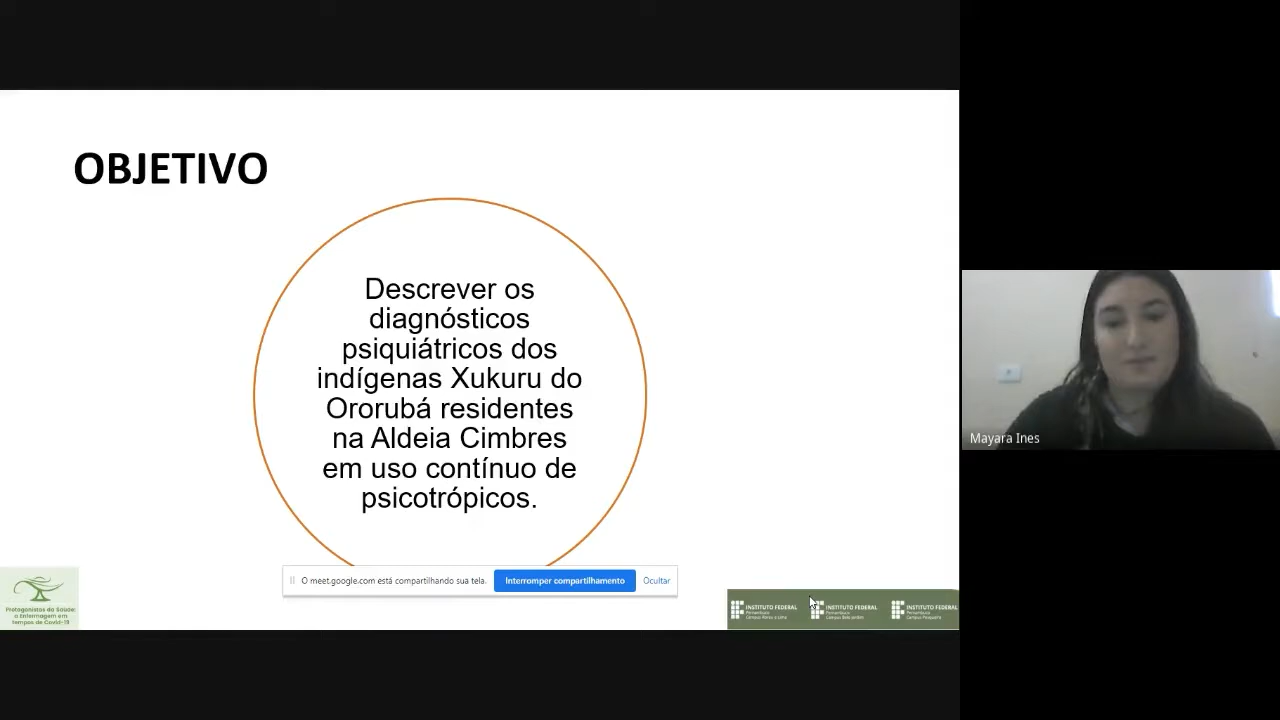 OBJETIVO
Descrever os
diagnósticos
psiquiátricos dos
indígenas Xukuru do
Ororubá residentes
na Aldeia Cimbres
em uso contínuo de
psicotrópicos.
Mayara Ines
O meet.google.com está compartilhando sua tela.
Interromper compartilhamento
Ocultar
Protagonistas da Saúde:
a Enfermagem em
tempos de Covid-19
INSTITUTO FEDERAL
Pernambuco
INSTITUTO FEDERAL
Pernambuco
Campus Belo Jardim
INSTITUTO FEDERAL
Pernambuco
Campus Pesqueira